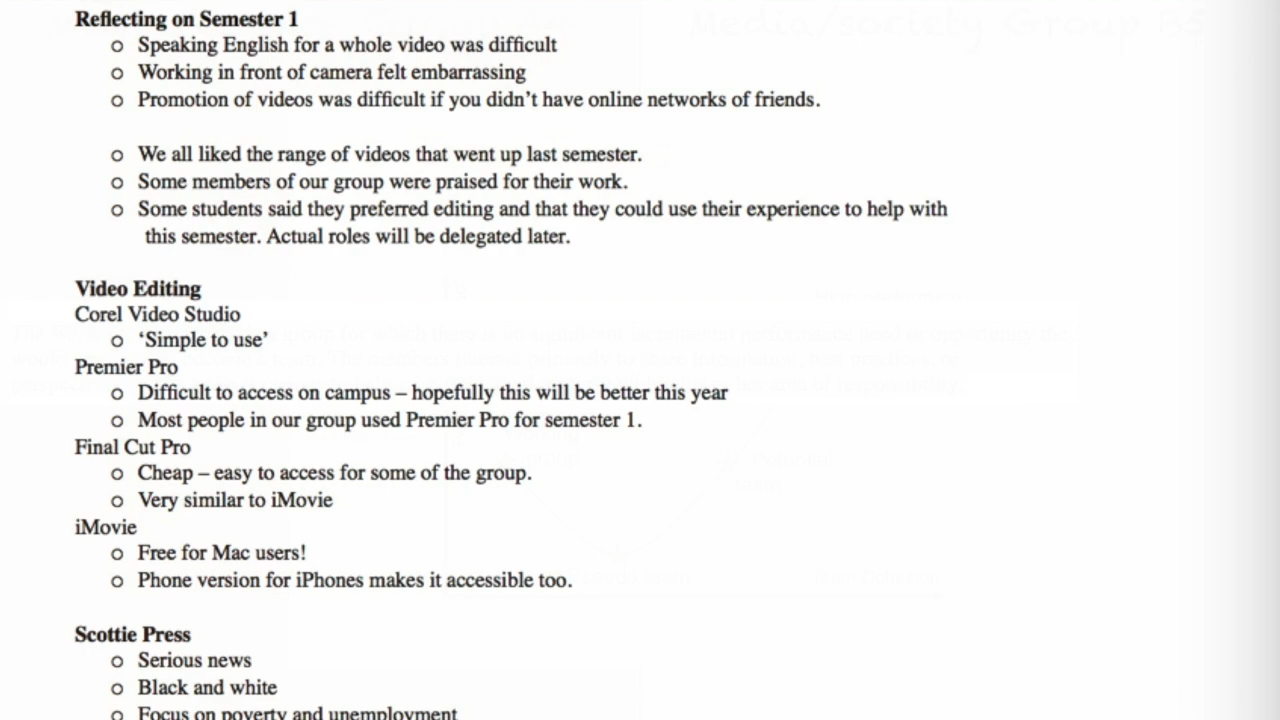 Media/society Group B5
Reflecting on Semester 1
o Speaking English for a whole video was difficult
o Working in front of camera felt embarrassing
o Promotion of videos was difficult if you didn’t have online networks of friends.
o We all liked the range of videos that went up last semester.
o Some members of our group were praised for their work.
o Some students said they preferred editing and that they could use their experience to help with
this semester. Actual roles will be delegated later.
Video Editing
Corel Video Studio
o ‘Simple to use’
Premier Pro
o Difficult to access on campus – hopefully this will be better this year
o Most people in our group used Premier Pro for semester 1.
Final Cut Pro
o Cheap – easy to access for some of the group.
o Very similar to iMovie
iMovie
o Free for Mac users!
o Phone version for iPhones makes it accessible too.
Scottie Press
o Serious news
o Black and white
o Focus on poverty and unemployment